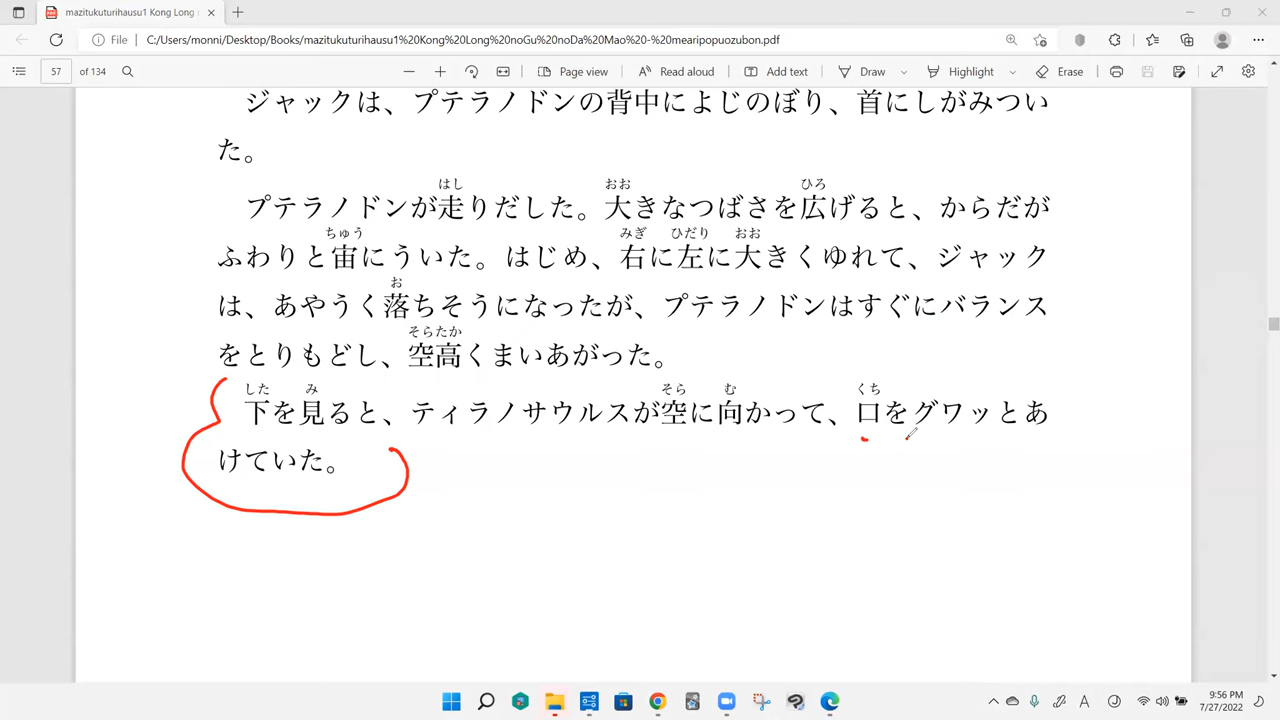 mazitukuturihausu1 Kong Long
File
C:/Users/monni/Desktop/Books/mazitukuturihausu1%20Kong%20Long%20noGu%20noDa%20Mao%20-%20mearipopuozubon.pdf
57 of 134
Page view
Read aloud
Add text
Draw
Highlight
Erase
ジャックは、プテラノドンの背中によじのぼり、首にしがみつい
た。
はし おお ひろ
プテラノドンが走りだした。大きなつばさを広げると、からだが
ちゅう みぎ ひだり おお
ふわりと宙にういた。はじめ、右に左に大きくゆれて、ジャック
お
は、あやうく落ちそうになったが、プテラノドンはすぐにバランス
そらたか
をとりもどし、空高くまいあがった。
した み そら む くち
下を見ると、ティラノサウルスが空に向かって、口をグワッとあ
けていた。
9:56 PM
7/27/2022